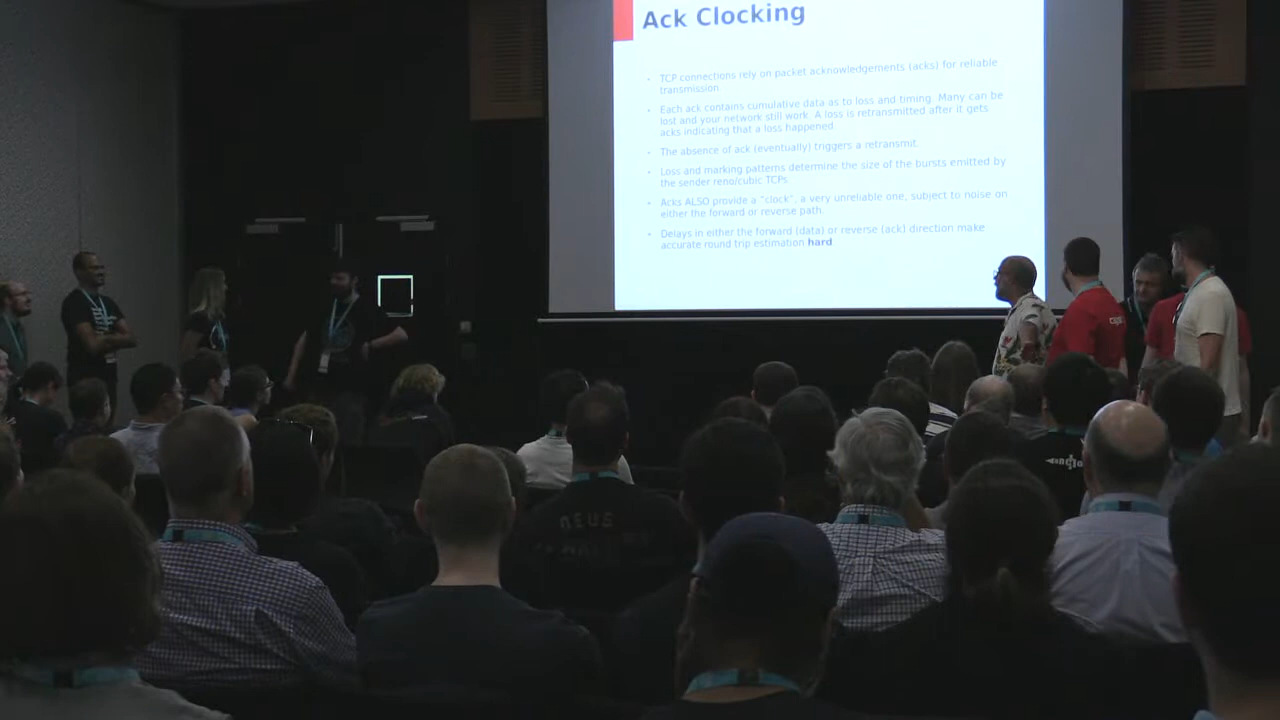 Ack Clocking
TCP connections rely on packet acknowledgements (acks) for reliable
transmission
Each ack contains cumulative data as to loss and timing. Many can be
lost and your network still work. A loss is retransmitted after it gets
acks indicating that a loss happened
The absence of ack (eventually) triggers a retransmit.
Loss and marking patterns determine the size of the bursts emitted by
the sender reno/cubic TCPs
Acks ALSO provide a "clock", a very unreliable one, subject to noise on
either the forward or reverse path.
Delays in either the forward (data) or reverse (ack) direction make
accurate round trip estimation hard